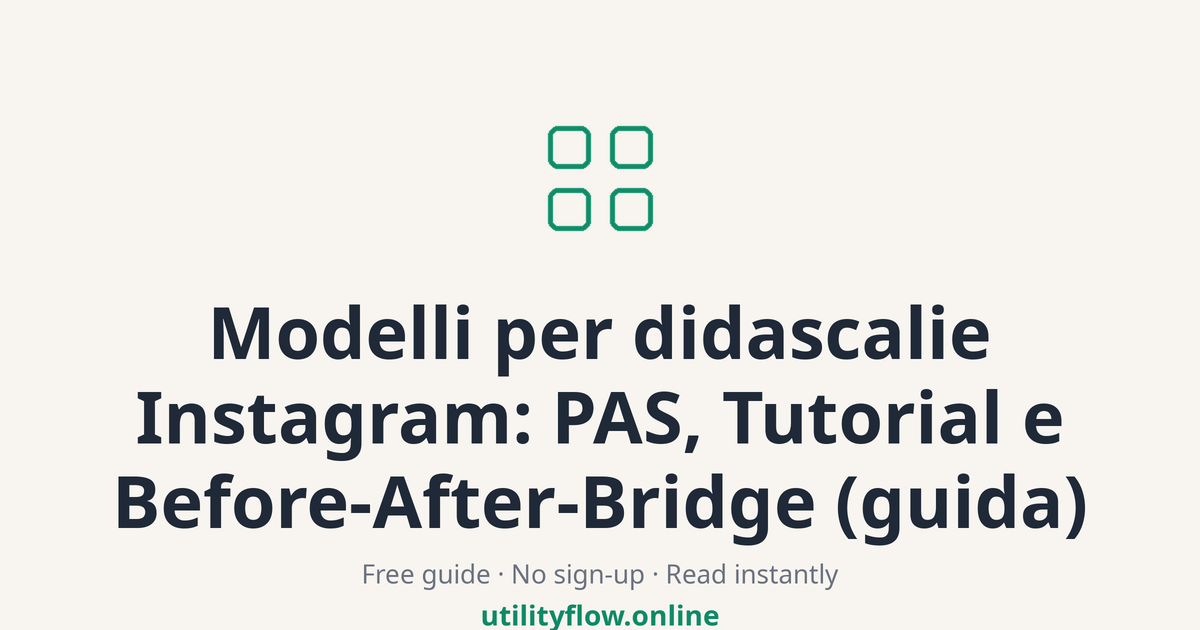 Modelli per didascalie
Instagram: PAS, Tutorial e
Before-After-Bridge (guida)
Free guide · No sign-up · Read instantly
utilityflow.online